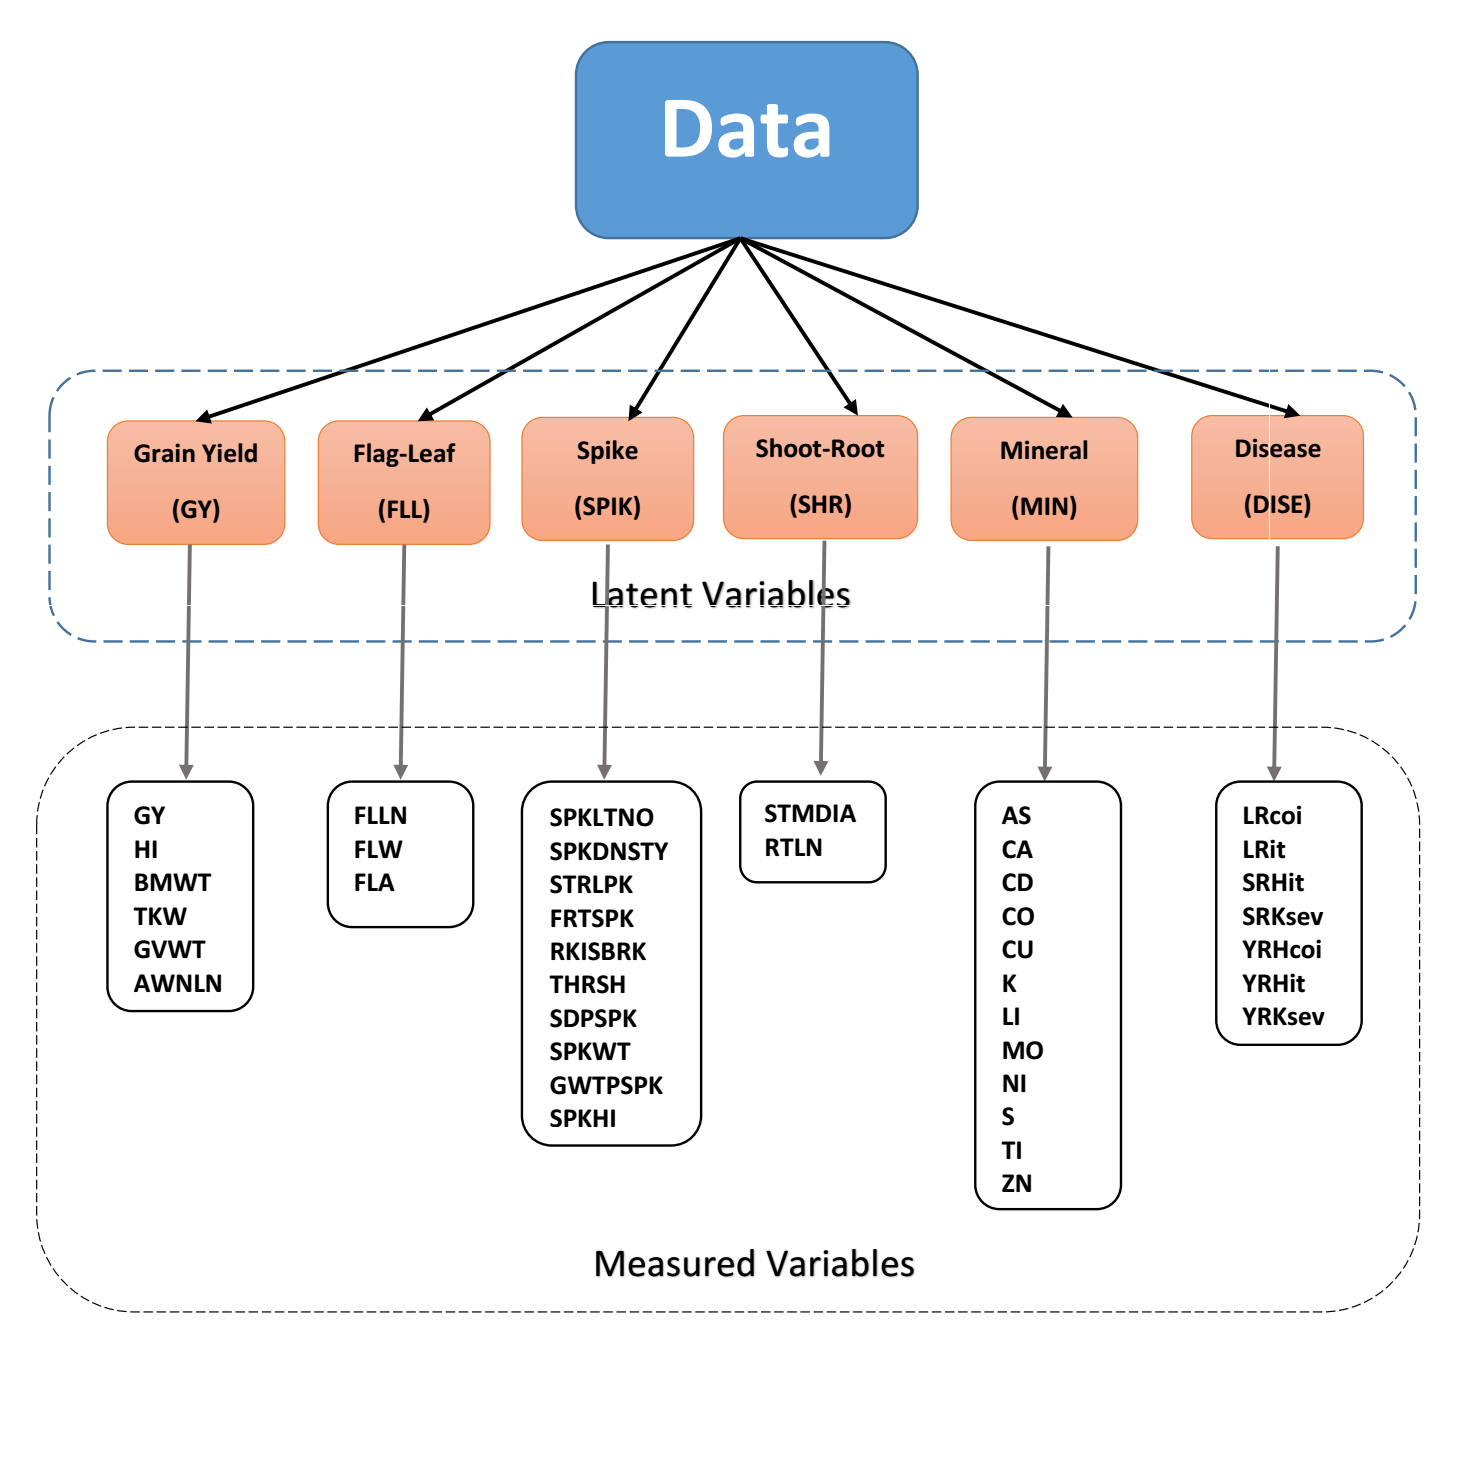 Data
Grain Yield
(GY)
Flag-Leaf
(FLL)
Spike
(SPIK)
Shoot-Root
(SHR)
Mineral
(MIN)
Disease
(DISE)
Latent Variables
GY
HI
BMWT
TKW
GVWT
AWNLN
FLLN
FLW
FLA
SPKLTNO
SPKDNSTY
STRLPK
FRTSPK
RKISBRK
THRSH
SDPSPK
SPKWT
GWTPSPK
SPKHI
STMDIA
RTLN
AS
CA
CD
CO
CU
K
LI
MO
NI
S
TI
ZN
LRcoi
LRit
SRHit
SRKsev
YRHcoi
YRHit
YRKsev
Measured Variables